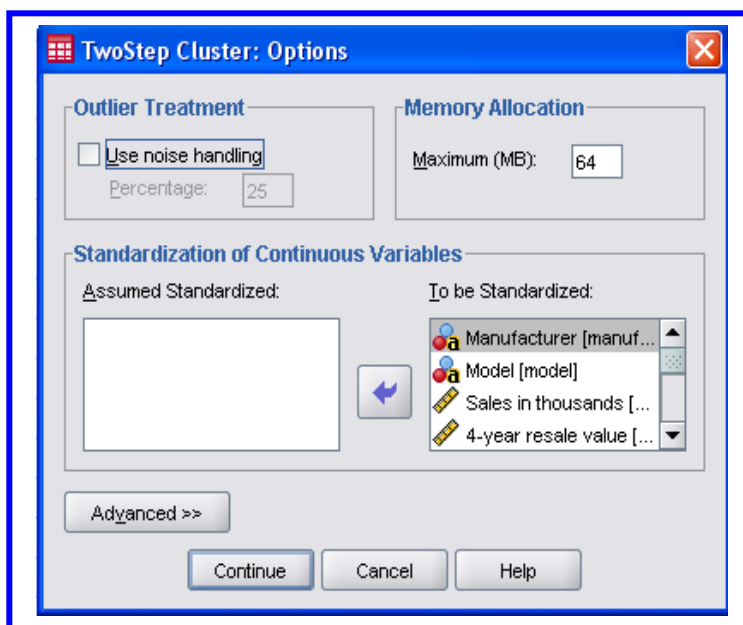 TwoStep Cluster: Options
Outlier Treatment
Use noise handling
Percentage: 25
Memory Allocation
Maximum (MB): 64
Standardization of Continuous Variables
Assumed Standardized:
To be Standardized:
Manufacturer [manuf...
Model [model]
Sales in thousands [...
4-year resale value [...
Advanced >>
Continue Cancel Help